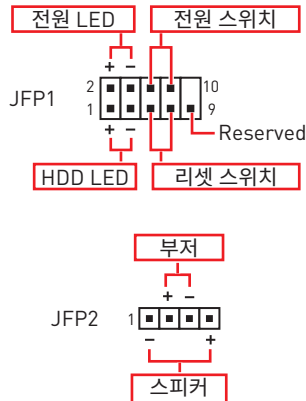 전원 LED 전원 스위치
+ − 
2 10
JFP1
1 9
+ − Reserved
HDD LED 리셋 스위치
부저
+ −
JFP2 1
− +
스피커